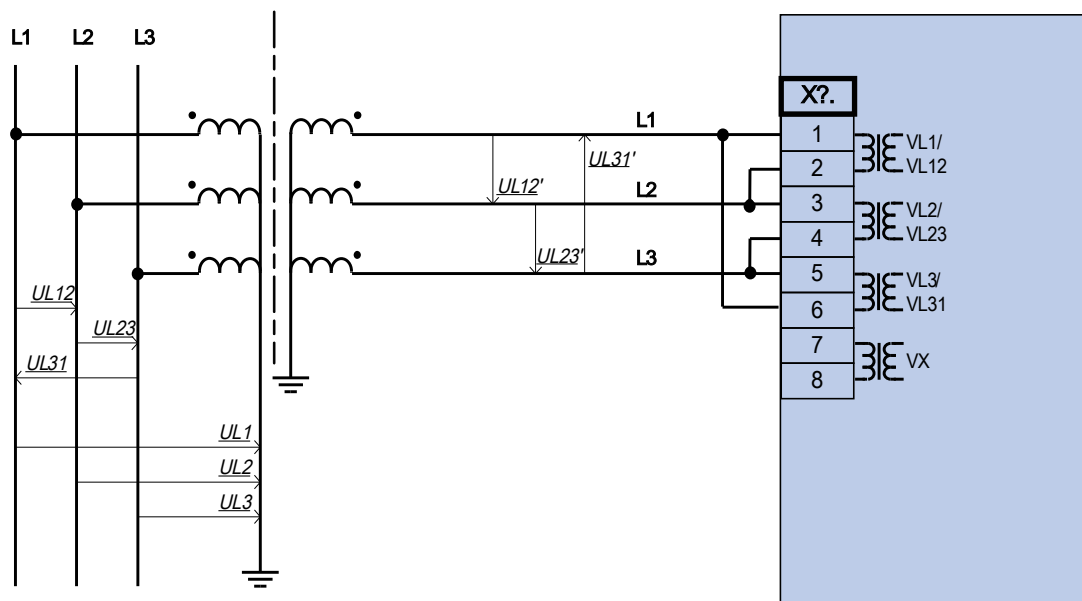 L1 L2 L3
X?.
L1
1
VL1/
VL12
UL31'
2
UL12'
L2
3
VL2/
VL23
4
UL23'
L3
5
VL3/
VL31
6
UL12
UL23
UL31
7
VX
8
UL1
UL2
UL3